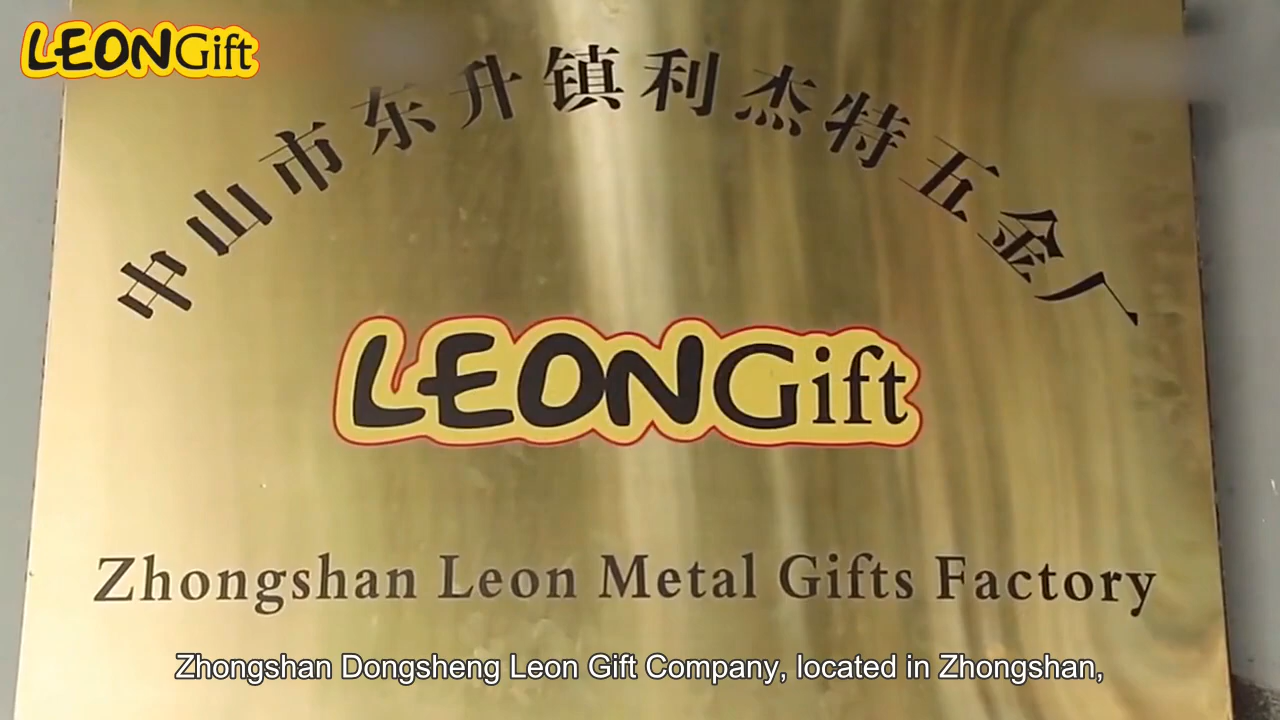 LEONGift
中山市东升镇利杰特五金厂
LEONGift
Zhongshan Leon Metal Gifts Factory
Zhongshan Dongsheng Leon Gift Company, located in Zhongshan,